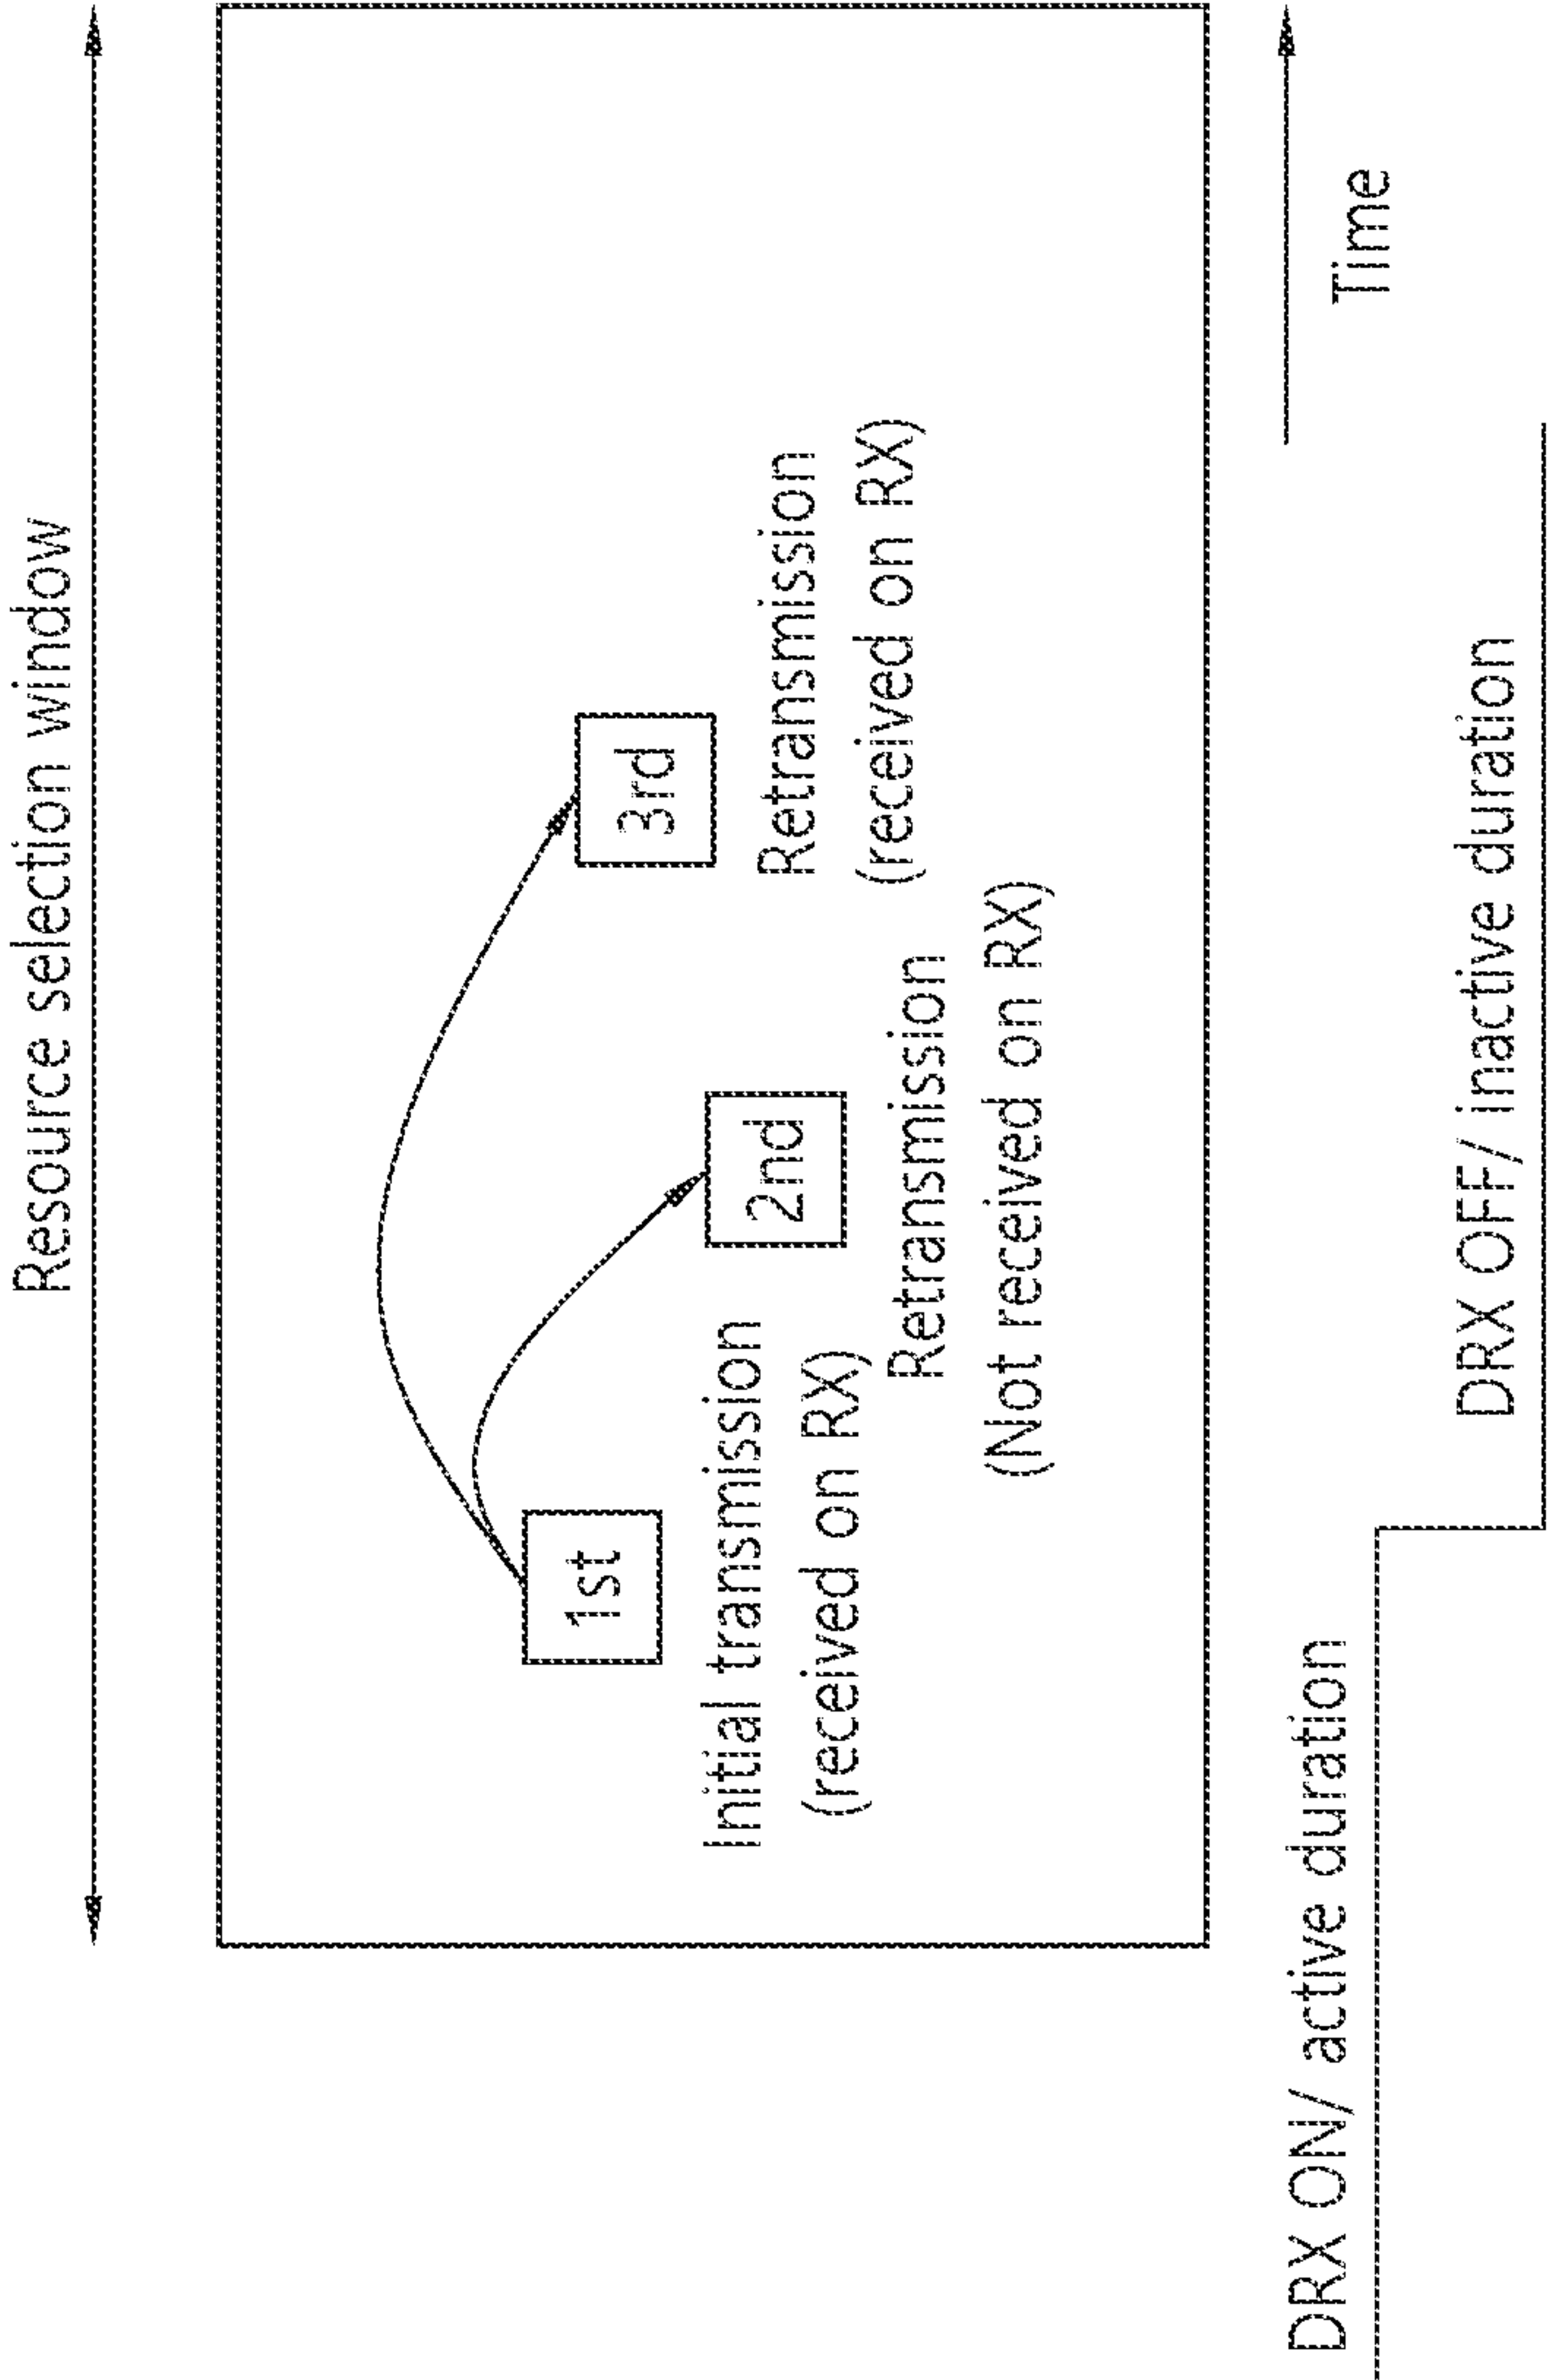 Resource selection window
1st
2nd
3rd
Initial transmission
(received on RX)
Retransmission
(Not received on RX)
Retransmission
(received on RX)
Time
DRX ON/ active duration
DRX OFF/ inactive duration